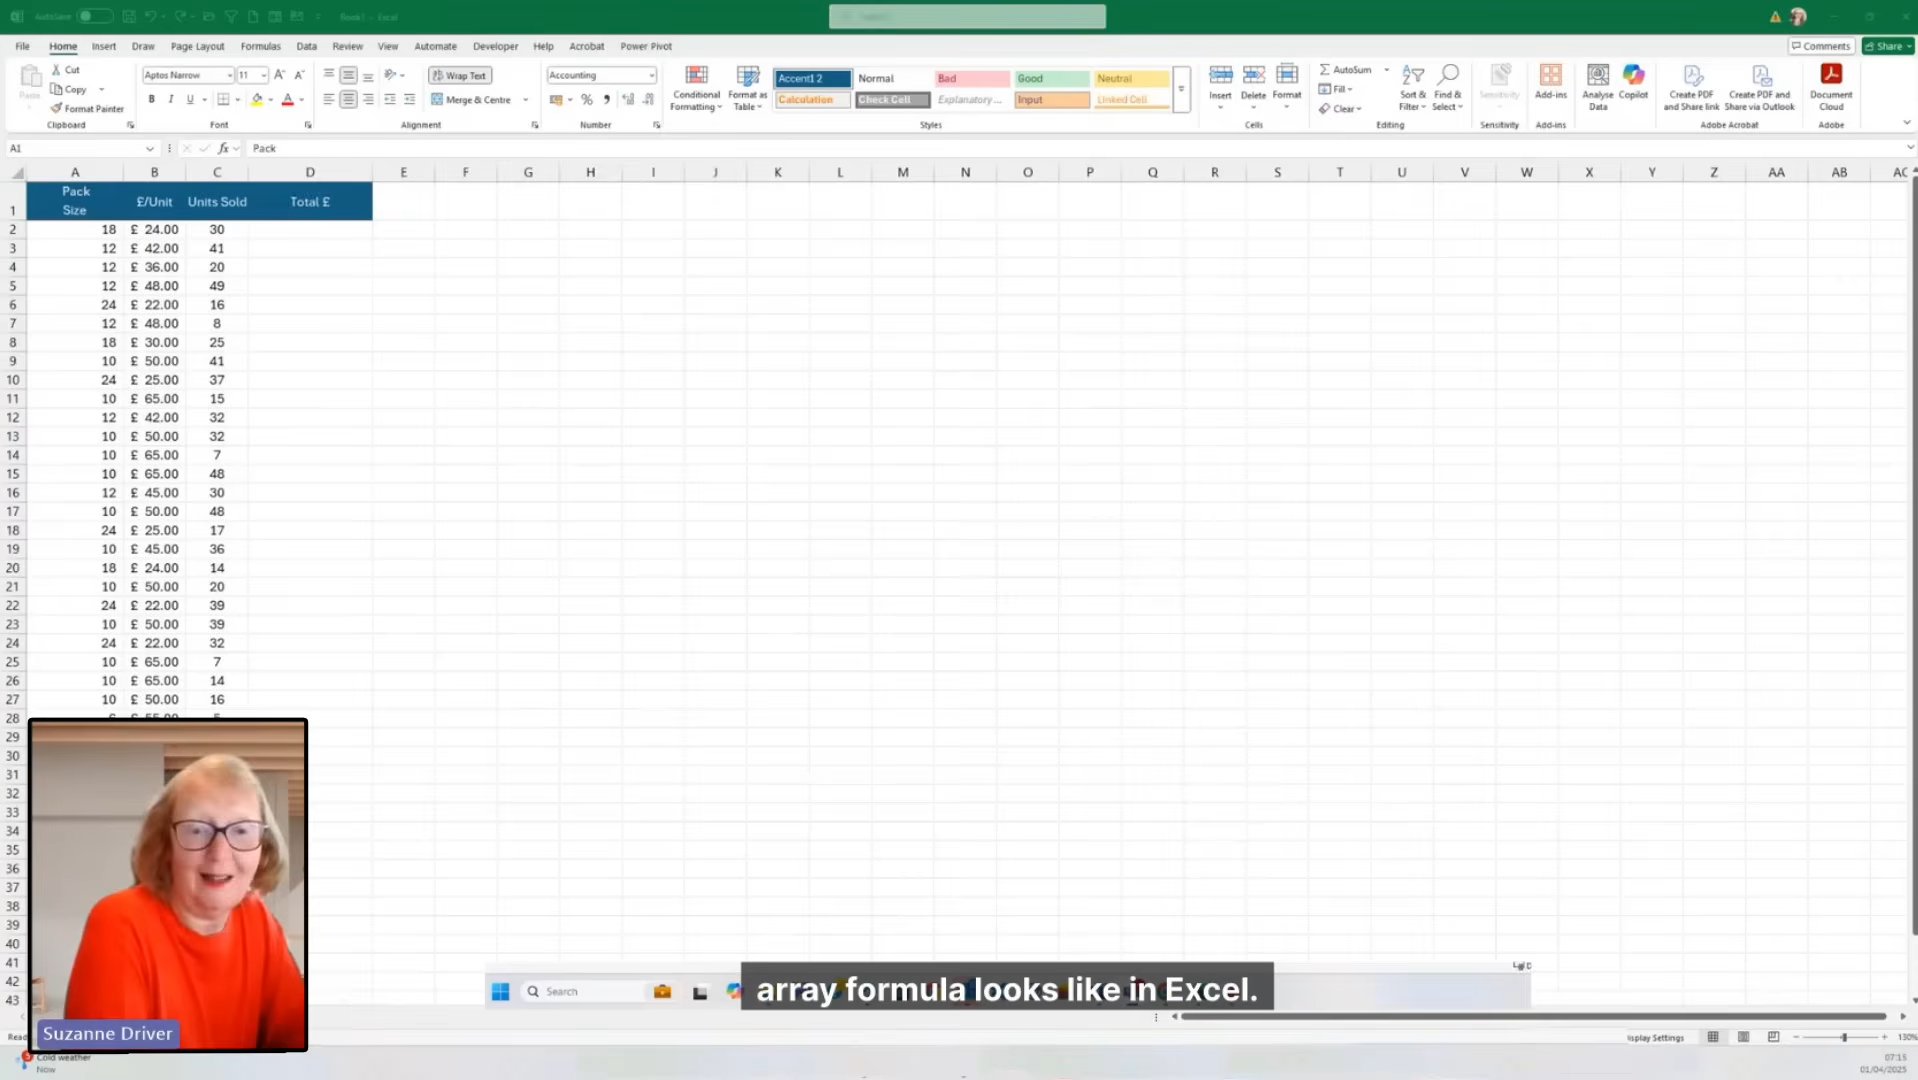 AutoSave
Book1 - Excel
File Home Insert Draw Page Layout Formulas Data Review View Automate Developer Help Acrobat Power Pivot
Comments Share
Paste
Cut
Copy
Format Painter
Clipboard
Aptos Narrow 11
B I U
Font
Wrap Text
Merge & Centre
Alignment
Accounting
Number
Conditional Formatting
Format as Table
Accent1 2 Normal Bad Good Neutral
Calculation Check Cell Explanatory ... Input Linked Cell
Styles
Insert Delete Format
Cells
AutoSum
Fill
Clear
Sort & Filter
Find & Select
Editing
Sensitivity
Sensitivity
Add-ins
Add-ins
Analyse Data
Copilot
Create PDF and Share link
Create PDF and Share via Outlook
Adobe Acrobat
Document Cloud
Adobe
A1 fx Pack
A B C D E F G H I J K L M N O P Q R S T U V W X Y Z AA AB AC
1 Pack Size £/Unit Units Sold Total £
2 18 £ 24.00 30
3 12 £ 42.00 41
4 12 £ 36.00 20
5 12 £ 48.00 49
6 24 £ 22.00 16
7 12 £ 48.00 8
8 18 £ 30.00 25
9 10 £ 50.00 41
10 24 £ 25.00 37
11 10 £ 65.00 15
12 12 £ 42.00 32
13 10 £ 50.00 32
14 10 £ 65.00 7
15 10 £ 65.00 48
16 12 £ 45.00 30
17 10 £ 50.00 48
18 24 £ 25.00 17
19 10 £ 45.00 36
20 18 £ 24.00 14
21 10 £ 50.00 20
22 24 £ 22.00 39
23 10 £ 50.00 39
24 24 £ 22.00 32
25 10 £ 65.00 7
26 10 £ 65.00 14
27 10 £ 50.00 16
28
29
30
31
32
33
34
35
36
37
38
39
40
41
42
43
Search
array formula looks like in Excel.
Suzanne Driver
Display Settings
130%
Cold weather
Now
07:15
01/04/2025